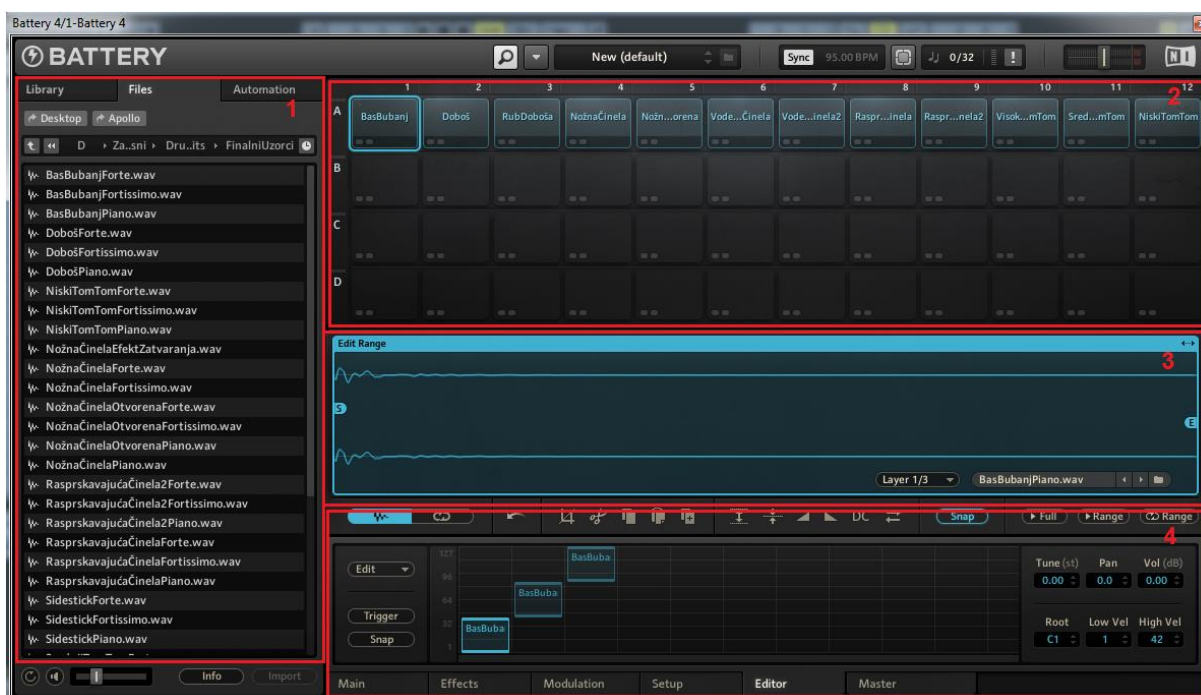 Battery 4/1-Battery 4
BATTERY
New (default)
Sync 95.00 BPM
0/32
Library Files Automation
1
Desktop Apollo
D Za..sni Dru..its FinalniUzorci
BasBubanjForte.wav
BasBubanjFortissimo.wav
BasBubanjPiano.wav
DobošForte.wav
DobošFortissimo.wav
DobošPiano.wav
NiskiTomTomForte.wav
NiskiTomTomFortissimo.wav
NiskiTomTomPiano.wav
NožnaČinelaEfektZatvaranja.wav
NožnaČinelaForte.wav
NožnaČinelaFortissimo.wav
NožnaČinelaOtvorenaForte.wav
NožnaČinelaOtvorenaFortissimo.wav
NožnaČinelaOtvorenaPiano.wav
NožnaČinelaPiano.wav
RasprskavajućaČinela2Forte.wav
RasprskavajućaČinela2Fortissimo.wav
RasprskavajućaČinela2Piano.wav
RasprskavajućaČinelaForte.wav
RasprskavajućaČinelaFortissimo.wav
RasprskavajućaČinelaPiano.wav
SidestickForte.wav
SidestickFortissimo.wav
SidestickPiano.wav
Info Import
1 2 3 4 5 6 7 8 9 10 11 12
2
A BasBubanj Doboš RubDoboša NožnaČinela Nožn...orena Vode...Činela Vode...inela2 Raspr...inela Raspr...nela2 Visok...mTom Sred...mTom NiskiTomTom
B
C
D
Edit Range
3
S
E
Layer 1/3 BasBubanjPiano.wav
DC Snap Full Range Range
4
Edit
Trigger
Snap
127
96
64
32
1
BasBuba
BasBuba
BasBuba
Tune (st) Pan Vol (dB)
0.00 0.0 0.00
Root Low Vel High Vel
C1 1 42
Main Effects Modulation Setup Editor Master